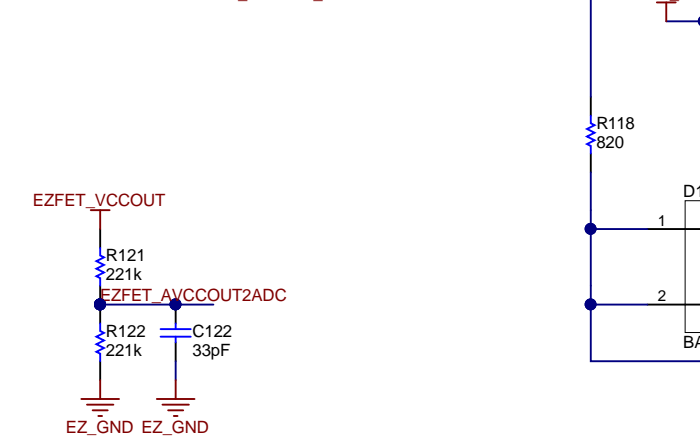 R118
820
EZFET_VCCOUT
D1
1
R121
221k
EZFET_AVCCOUT2ADC
2
R122
221k
C122
33pF
BA
EZ_GND
EZ_GND